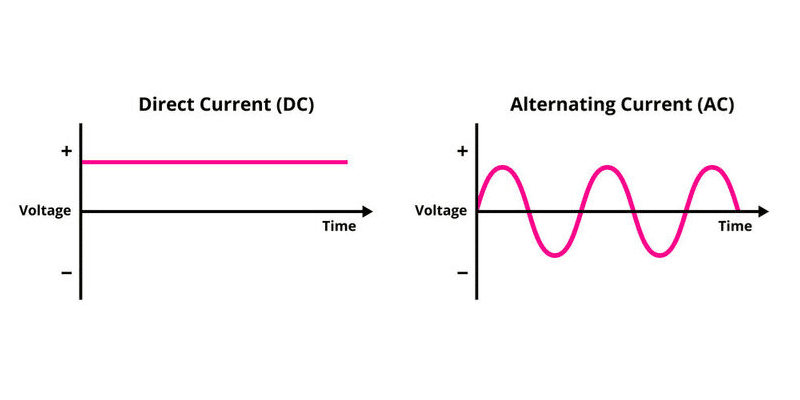 Direct Current (DC)
+
Voltage
Time
–
Alternating Current (AC)
+
Voltage
Time
–